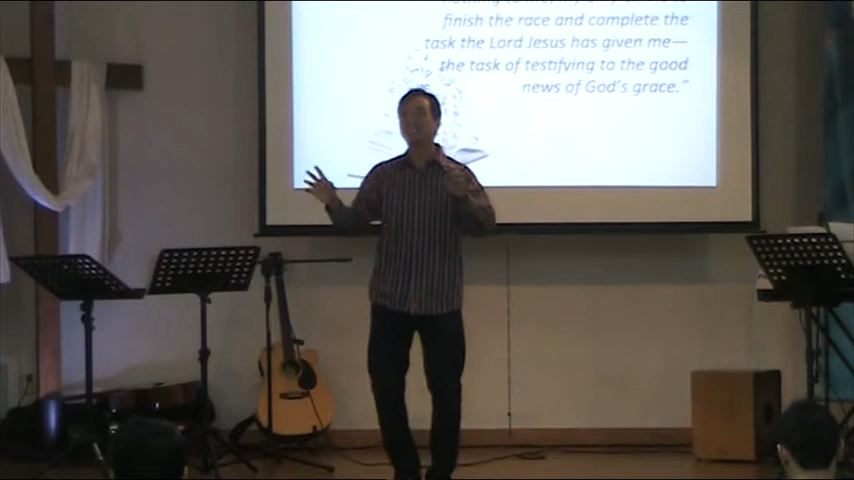 finish the race and complete the
task the Lord Jesus has given me—
the task of testifying to the good
news of God's grace.”